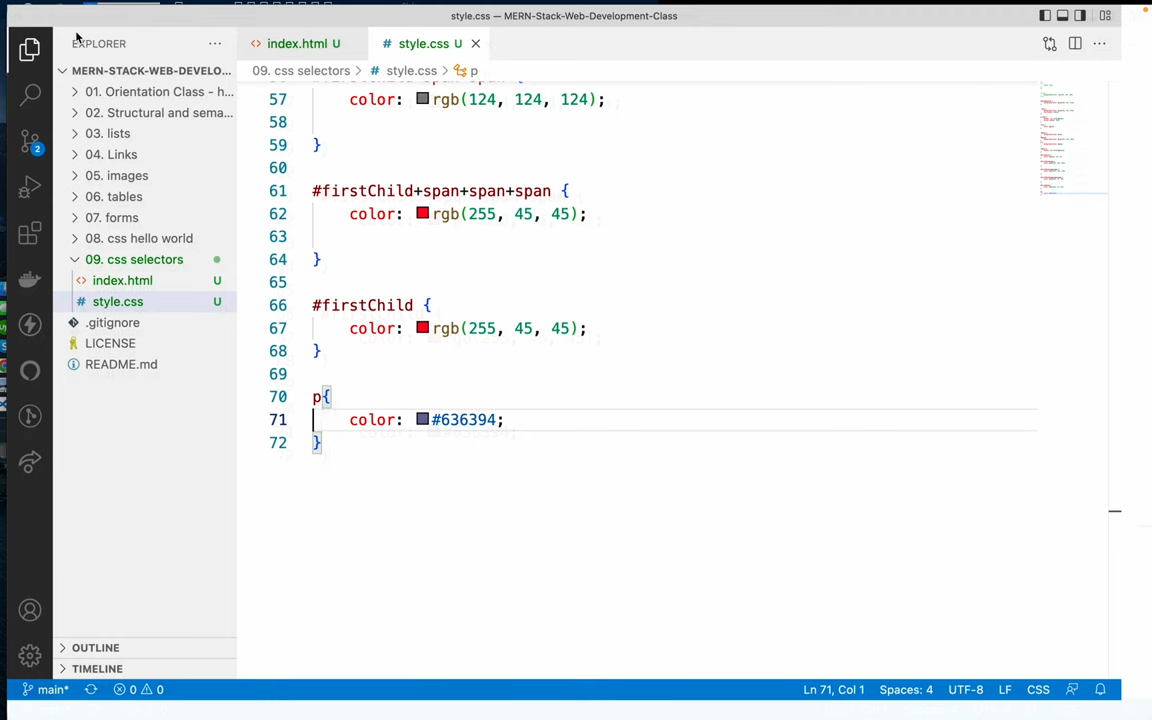 style.css — MERN-Stack-Web-Development-Class
EXPLORER
index.html U
# style.css U
MERN-STACK-WEB-DEVELO...
09. css selectors > # style.css > p
01. Orientation Class - h...
02. Structural and sema...
03. lists
04. Links
05. images
06. tables
07. forms
08. css hello world
09. css selectors
index.html U
# style.css U
.gitignore
LICENSE
README.md
OUTLINE
TIMELINE
57 color: rgb(124, 124, 124);
58
59 }
60
61 #firstChild+span+span+span {
62 color: rgb(255, 45, 45);
63
64 }
65
66 #firstChild {
67 color: rgb(255, 45, 45);
68 }
69
70 p{
71 color: #636394;
72 }
2
main* 0 0
Ln 71, Col 1 Spaces: 4 UTF-8 LF CSS